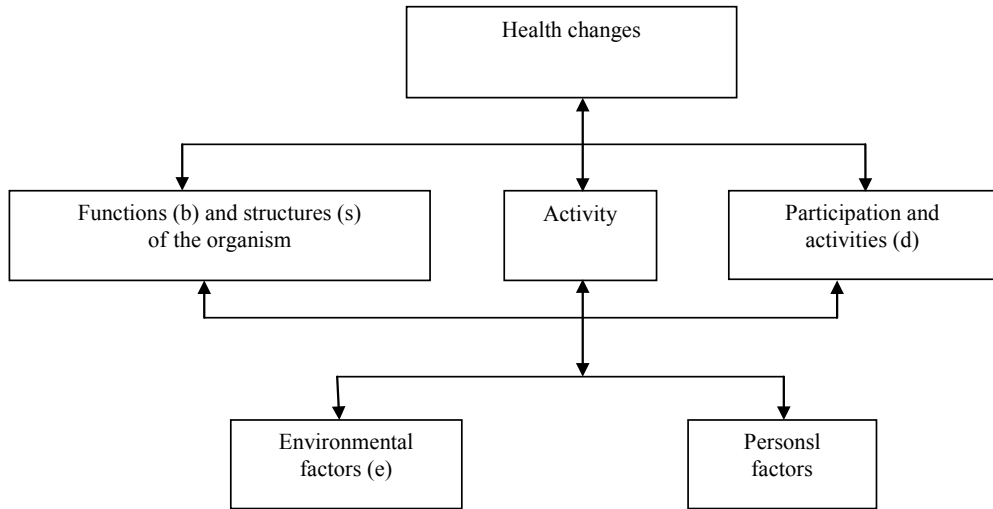 Health changes
Functions (b) and structures (s)
of the organism
Activity
Participation and
activities (d)
Environmental
factors (e)
Personsl
factors